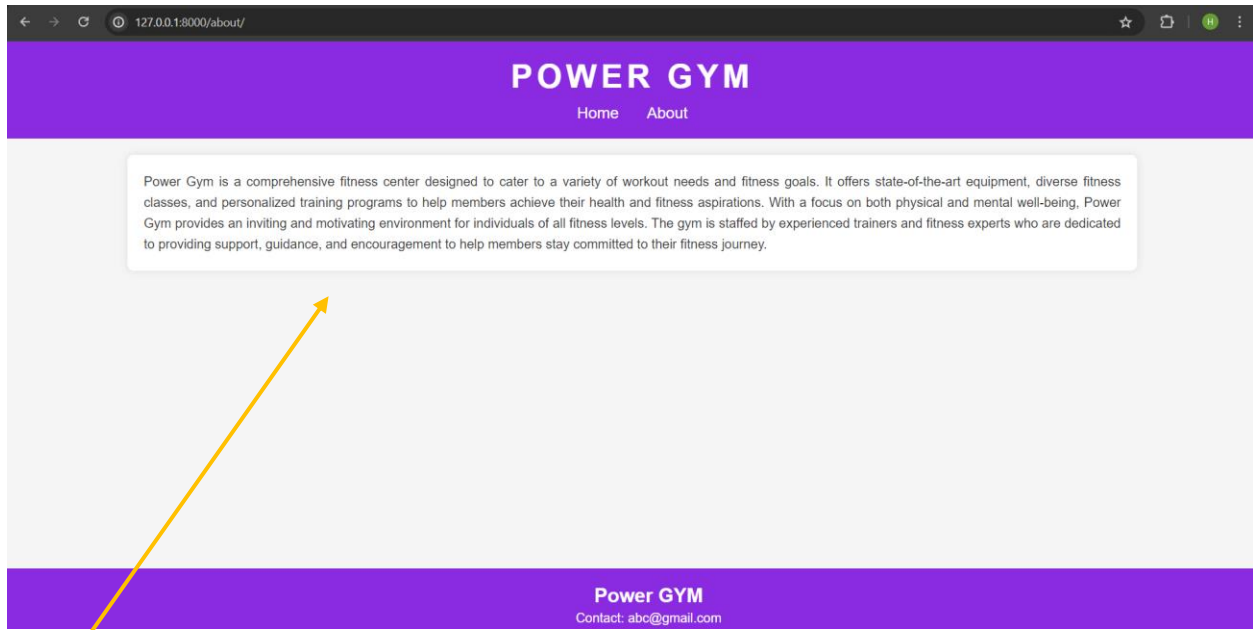 127.0.0.1:8000/about/
H
POWER GYM
Home About
Power Gym is a comprehensive fitness center designed to cater to a variety of workout needs and fitness goals. It offers state-of-the-art equipment, diverse fitness
classes, and personalized training programs to help members achieve their health and fitness aspirations. With a focus on both physical and mental well-being, Power
Gym provides an inviting and motivating environment for individuals of all fitness levels. The gym is staffed by experienced trainers and fitness experts who are dedicated
to providing support, guidance, and encouragement to help members stay committed to their fitness journey.
Power GYM
Contact: abc@gmail.com